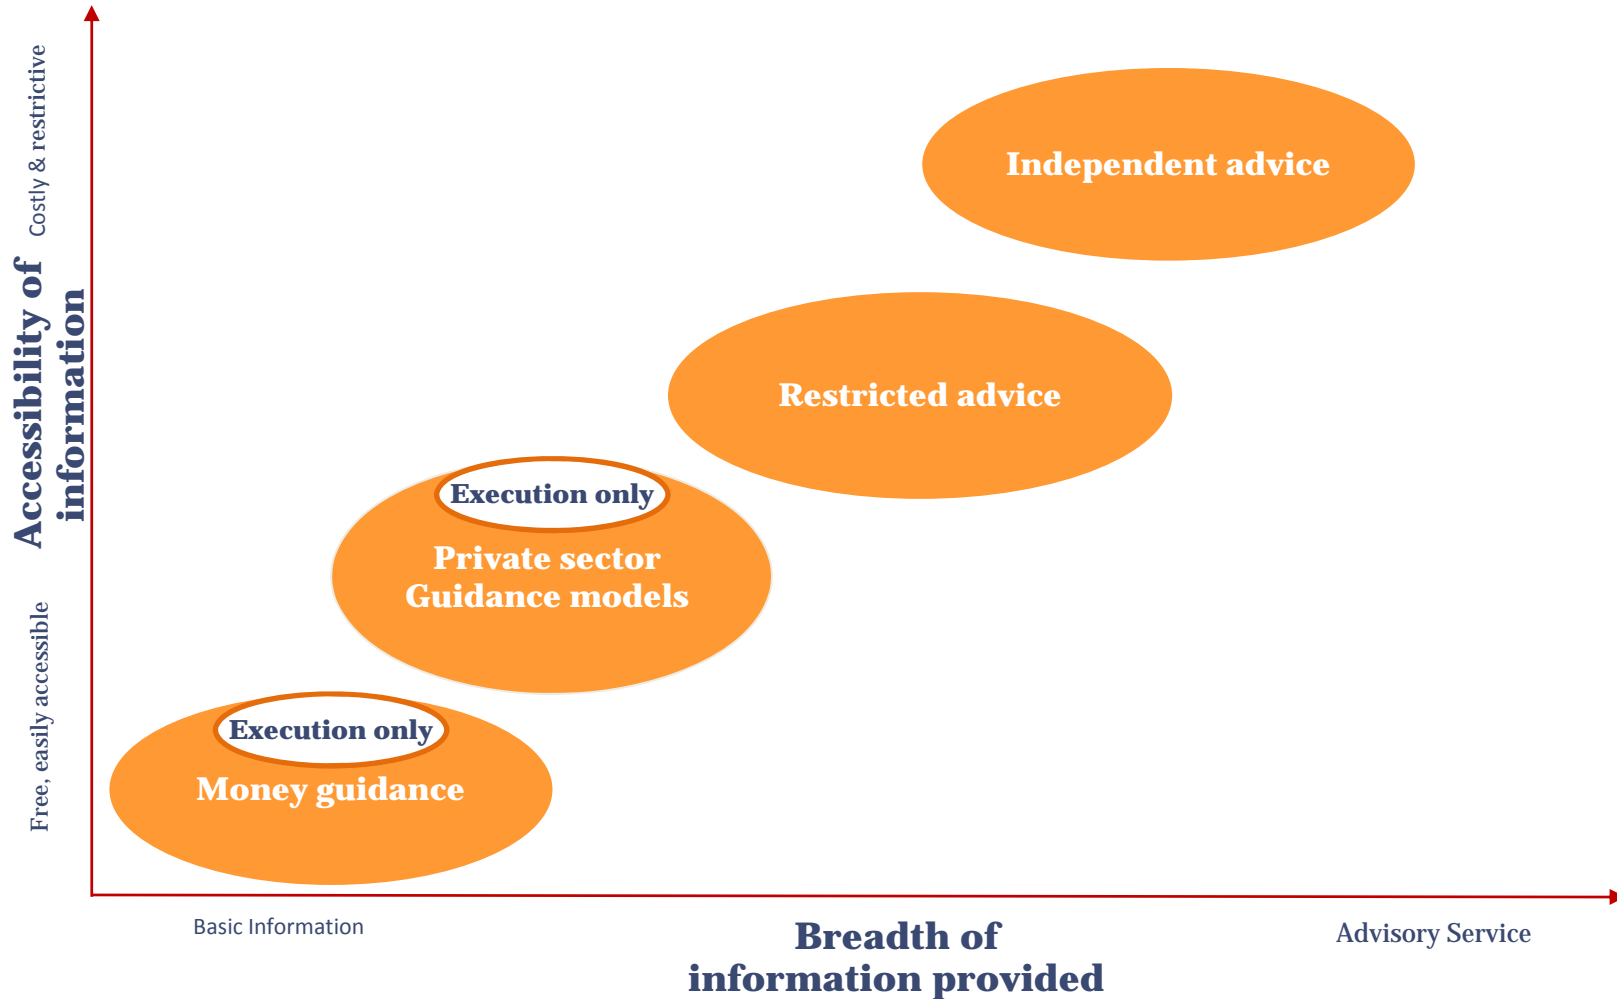 Costly & restrictive
Accessibility of
information
Free, easily accessible
Independent advice
Restricted advice
Execution only
Private sector
Guidance models
Execution only
Money guidance
Basic Information
Breadth of
information provided
Advisory Service